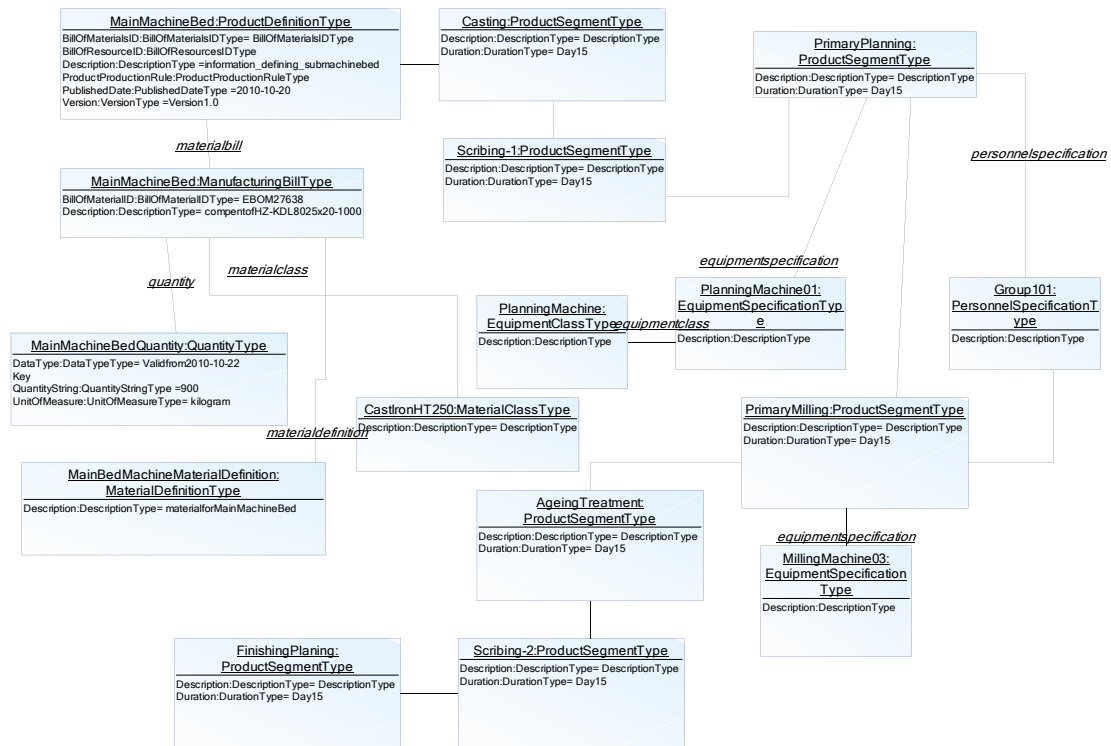 MainMachineBed:ProductDefinitionType
BillOfMaterialsID:BillOfMaterialsIDType= BillOfMaterialsIDType
BillOfResourceID:BillOfResourcesIDType
Description:DescriptionType =information_defining_submachinebed
ProductProductionRule:ProductProductionRuleType
PublishedDate:PublishedDateType =2010-10-20
Version:VersionType =Version1.0
Casting:ProductSegmentType
Description:DescriptionType= DescriptionType
Duration:DurationType= Day15
PrimaryPlanning:
ProductSegmentType
Description:DescriptionType= DescriptionType
Duration:DurationType= Day15
materialbill
Scribing-1:ProductSegmentType
Description:DescriptionType= DescriptionType
Duration:DurationType= Day15
personnelspecification
MainMachineBed:ManufacturingBillType
BillOfMaterialID:BillOfMaterialIDType= EBOM27638
Description:DescriptionType= compentofHZ-KDL8025x20-1000
quantity
materialclass
equipmentspecification
PlanningMachine:
EquipmentClassType
Description:DescriptionType
equipmentclass
PlanningMachine01:
EquipmentSpecificationTyp
e
Description:DescriptionType
Group101:
PersonnelSpecificationT
ype
Description:DescriptionType
MainMachineBedQuantity:QuantityType
DataType:DataTypeType= Validfrom2010-10-22
Key
QuantityString:QuantityStringType =900
UnitOfMeasure:UnitOfMeasureType= kilogram
CastIronHT250:MaterialClassType
Description:DescriptionType= DescriptionType
materialdefinition
PrimaryMilling:ProductSegmentType
Description:DescriptionType= DescriptionType
Duration:DurationType= Day15
MainBedMachineMaterialDefinition:
MaterialDefinitionType
Description:DescriptionType= materialforMainMachineBed
AgeingTreatment:
ProductSegmentType
Description:DescriptionType= DescriptionType
Duration:DurationType= Day15
equipmentspecification
MillingMachine03:
EquipmentSpecification
Type
Description:DescriptionType
FinishingPlaning:
ProductSegmentType
Description:DescriptionType= DescriptionType
Duration:DurationType= Day15
Scribing-2:ProductSegmentType
Description:DescriptionType= DescriptionType
Duration:DurationType= Day15